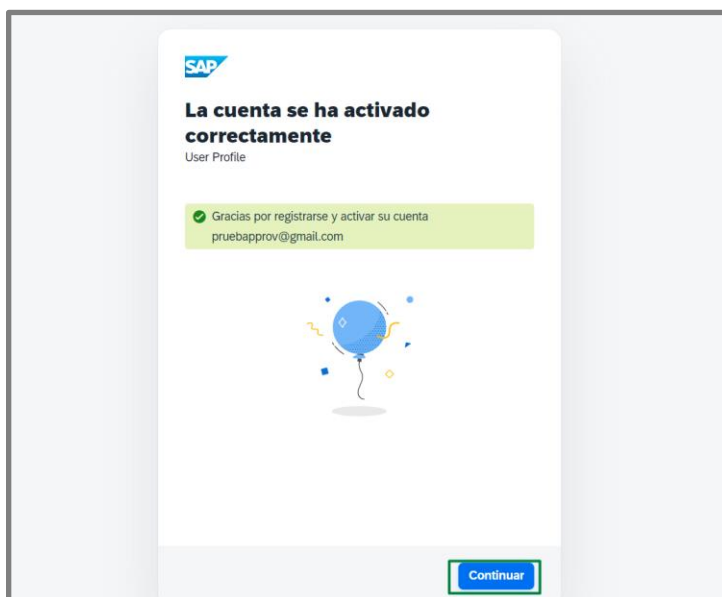 SAP
La cuenta se ha activado
correctamente
User Profile
Gracias por registrarse y activar su cuenta
pruebapprov@gmail.com
Continuar